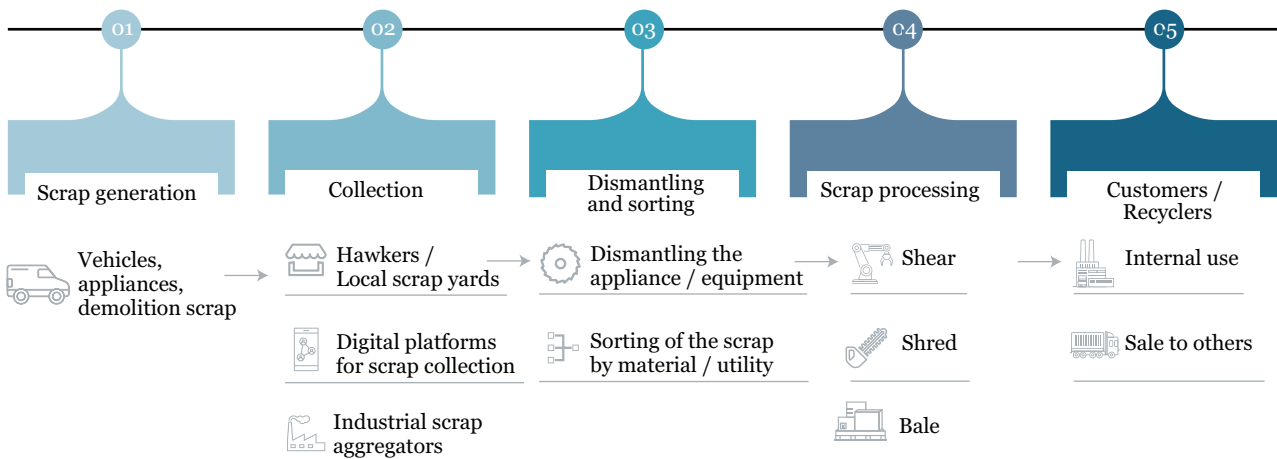 01
02
03
04
05
Scrap generation
Collection
Dismantling
and sorting
Scrap processing
Customers /
Recyclers
Vehicles,
appliances,
demolition scrap
Hawkers /
Local scrap yards
Digital platforms
for scrap collection
Industrial scrap
aggregators
Dismantling the
appliance / equipment
Sorting of the scrap
by material / utility
Shear
Shred
Bale
Internal use
Sale to others